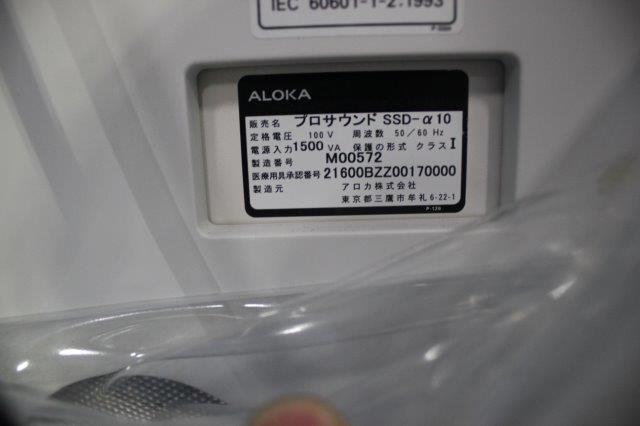 IEC 60601-1-2:1993
ALOKA
販売名 プロサウンド SSD-α10
定格電圧 100 V 周波数 50/60 Hz
電源入力 1500 VA 保護の形式 クラス I
製造番号 M00572
医療用具承認番号 21600BZZ00170000
製造元 アロカ株式会社
東京都三鷹市牟礼 6-22-1
P-129